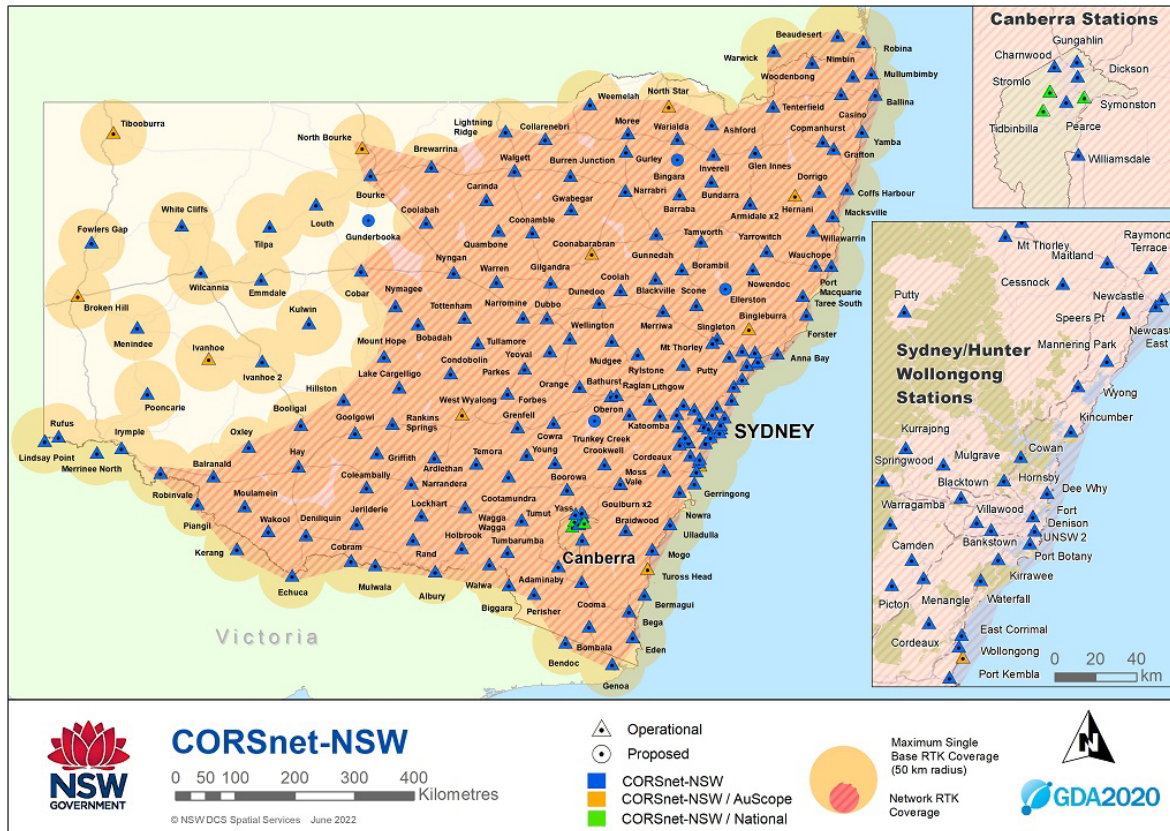 Beaudesert
Robina
Warwick
Nimbin
Woodenbong
Mullumbimby
Ballina
Weemelah
North Star
Tenterfield
Casino
Tibooburra
Lightning
Ridge
Collarenebri
Moree
Warialda
Ashford
Copmanhurst
Yamba
North Bourke
Brewarrina
Walgett
Burren Junction
Gurley
Inverell
Glen Innes
Grafton
Bingara
Dorrigo
Bourke
Carinda
Narrabri
Bundarra
Coffs Harbour
White Cliffs
Louth
Coolabah
Gwabegar
Barraba
Armidale x2
Hernani
Macksville
Fowlers Gap
Tilpa
Gunderbooka
Coonamble
Tamworth
Willawarrin
Quambone
Coonabarabran
Yarrowitch
Wauchope
Nyngan
Gunnedah
Wilcannia
Emmdale
Warren
Gilgandra
Coolah
Borambil
Nowendoc
Port
Macquarie
Broken Hill
Cobar
Nymagee
Dunedoo
Blackville
Scone
Ellerston
Taree South
Tottenham
Narromine
Dubbo
Menindee
Kulwin
Bobadah
Wellington
Merriwa
Singleton
Bingleburra
Forster
Ivanhoe
Mount Hope
Tullamore
Yeoval
Mudgee
Mt Thorley
Anna Bay
Ivanhoe 2
Condobolin
Parkes
Rylstone
Putty
Lake Cargelligo
Orange
Bathurst
Raglan
Lithgow
Pooncarie
Hillston
West Wyalong
Forbes
Oberon
Booligal
Goolgowi
Rankins
Springs
Grenfell
Katoomba
SYDNEY
Rufus
Irymple
Oxley
Cowra
Trunkey Creek
Lindsay Point
Merrinee North
Hay
Griffith
Ardlethan
Temora
Young
Crookwell
Cordeaux
Balranald
Coleambally
Narrandera
Boorowa
Moss
Vale
Robinvale
Moulamein
Cootamundra
Goulburn x2
Gerringong
Lockhart
Yass
Nowra
Piangil
Wakool
Deniliquin
Jerilderie
Wagga
Wagga
Tumut
Braidwood
Ulladulla
Kerang
Cobram
Rand
Holbrook
Tumbarumba
Canberra
Mogo
Echuca
Mulwala
Albury
Walwa
Adaminaby
Tuross Head
Biggara
Perisher
Cooma
Bermagui
Bega
Victoria
Bombala
Eden
Bendoc
Genoa
Canberra Stations
Gungahlin
Charnwood
Dickson
Stromlo
Symonston
Tidbinbilla
Pearce
Williamsdale
Mt Thorley
Raymond
Terrace
Maitland
Cessnock
Putty
Newcastle
Speers Pt
Newcas
East
Mannering Park
Sydney/Hunter
Wollongong
Stations
Wyong
Kincumber
Kurrajong
Cowan
Springwood
Mulgrave
Hornsby
Blacktown
Dee Why
Warragamba
Villawood
Fort
Denison
Bankstown
UNSW 2
Camden
Port Botany
Kirrawee
Picton
Menangle
Waterfall
Cordeaux
East Corrimal
Wollongong
0 20 40
km
Port Kembla
NSW
GOVERNMENT
CORSnet-NSW
0 50 100 200 300 400
Kilometres
© NSW DCS Spatial Services June 2022
Operational
Proposed
CORSnet-NSW
CORSnet-NSW / AuScope
CORSnet-NSW / National
Maximum Single
Base RTK Coverage
(50 km radius)
Network RTK
Coverage
N
GDA2020